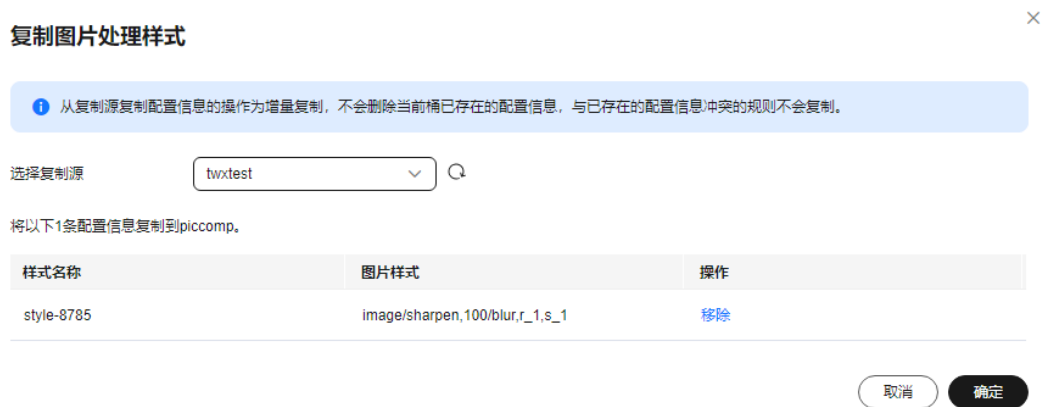 复制图片处理样式
从复制源复制配置信息的操作为增量复制，不会删除当前桶已存在的配置信息，与已存在的配置信息冲突的规则不会复制。
选择复制源 twxtest
将以下1条配置信息复制到piccomp。
样式名称 图片样式 操作
style-8785 image/sharpen,100/blur,r_1,s_1 移除
取消 确定